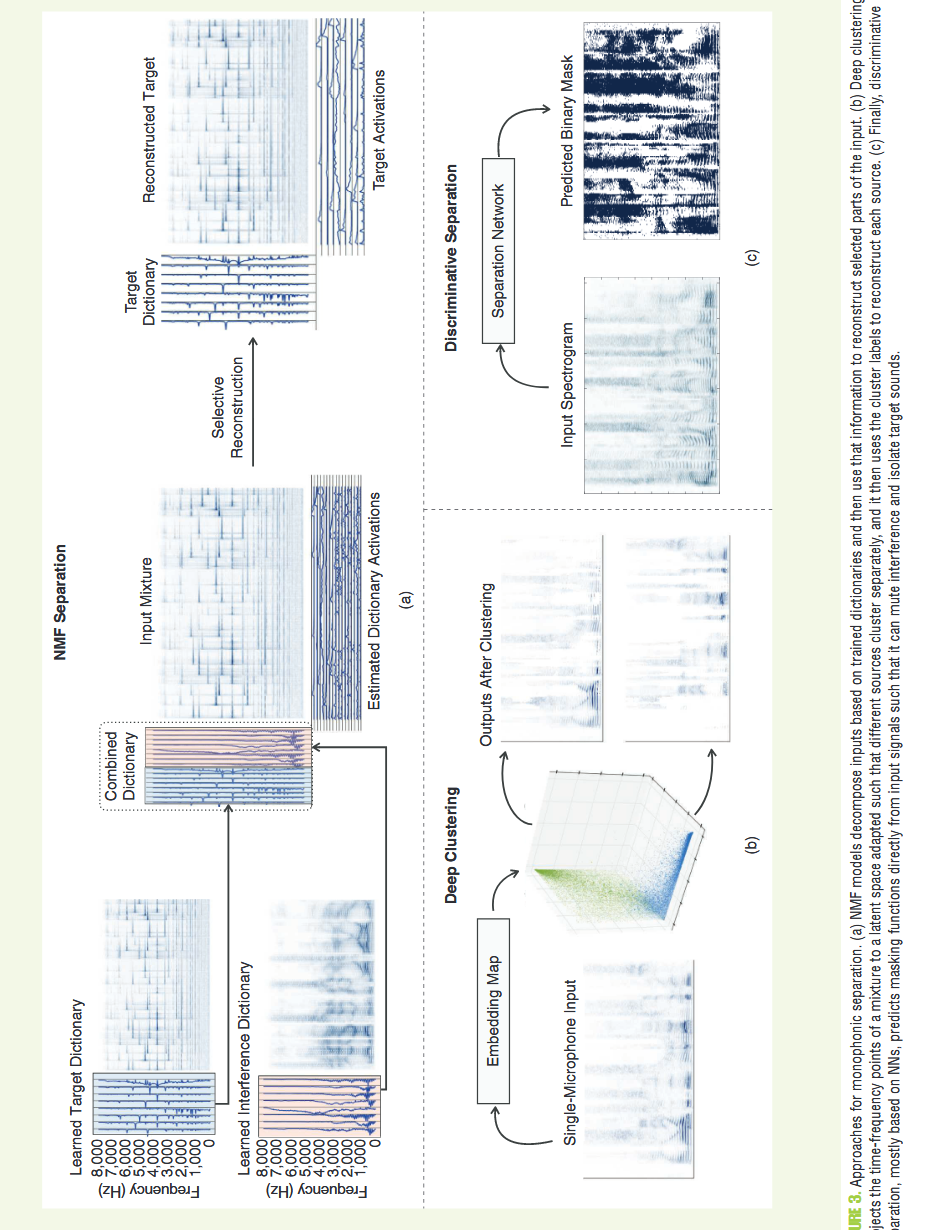 NMF Separation
Learned Target Dictionary
Frequency (Hz)
8,000
7,000
6,000
5,000
4,000
3,000
2,000
1,000
0
Learned Interference Dictionary
Frequency (Hz)
8,000
7,000
6,000
5,000
4,000
3,000
2,000
1,000
0
Combined
Dictionary
Input Mixture
Estimated Dictionary Activations
Selective
Reconstruction
Target
Dictionary
Reconstructed Target
Target Activations
(a)
Deep Clustering
Single-Microphone Input
Embedding Map
Outputs After Clustering
(b)
Discriminative Separation
Input Spectrogram
Separation Network
Predicted Binary Mask
(c)
URE 3. Approaches for monophonic separation. (a) NMF models decompose inputs based on trained dictionaries and then use that information to reconstruct selected parts of the input. (b) Deep clustering
jects the time-frequency points of a mixture to a latent space adapted such that different sources cluster separately, and it then uses the cluster labels to reconstruct each source. (c) Finally, discriminative
paration, mostly based on NNs, predicts masking functions directly from input signals such that it can mute interference and isolate target sounds.